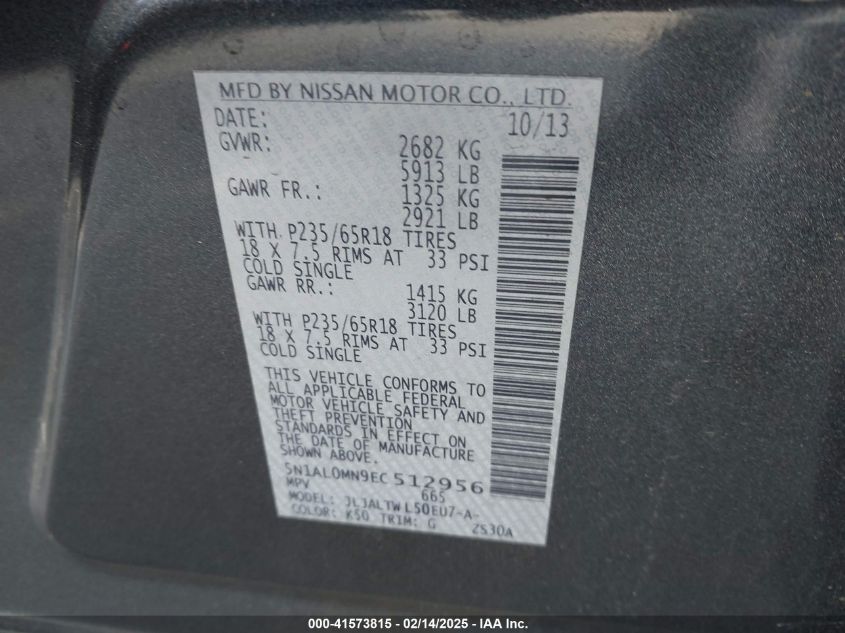 MFD BY NISSAN MOTOR CO., LTD.
DATE: 10/13
GVWR: 2682 KG
5913 LB
GAWR FR.: 1325 KG
2921 LB
WITH P235/65R18 TIRES
18 X 7.5 RIMS AT 33 PSI
COLD SINGLE
GAWR RR.: 1415 KG
3120 LB
WITH P235/65R18 TIRES
18 X 7.5 RIMS AT 33 PSI
COLD SINGLE
THIS VEHICLE CONFORMS TO
ALL APPLICABLE FEDERAL
MOTOR VEHICLE SAFETY AND
THEFT PREVENTION
STANDARDS IN EFFECT ON
THE DATE OF MANUFACTURE
SHOWN ABOVE.
5N1AL0MN9EC512956
MPV 665
MODEL: JLJALTWL50EU7-A-
COLOR: K50 TRIM: G 2S30A
000-41573815 - 02/14/2025 - IAA Inc.